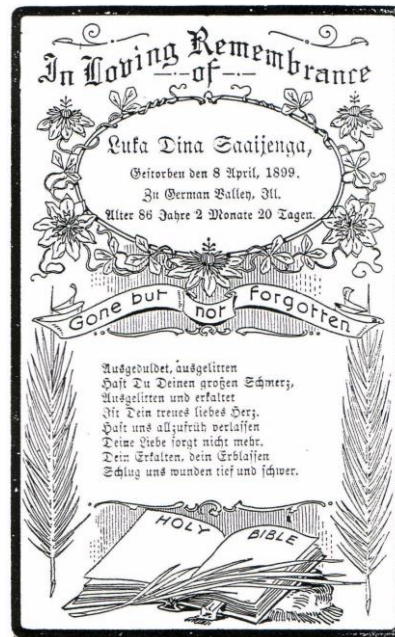 In Loving Remembrance
of
Luka Dina Saaijenga,
Gestorben den 8 April, 1899.
Zu German Valley, Ill.
Alter 86 Jahre 2 Monate 20 Tagen.
Gone but not forgotten
Ausgeduldet, ausgelitten
Hast Du Deinen großen Schmerz,
Ausgelitten und erkaltet
Ist Dein treues liebes Herz.
Hast uns allzufrüh verlassen
Deine Liebe sorgt nicht mehr.
Dein Erkalten, dein Erblassen
Schlug uns wunden tief und schwer.
HOLY BIBLE